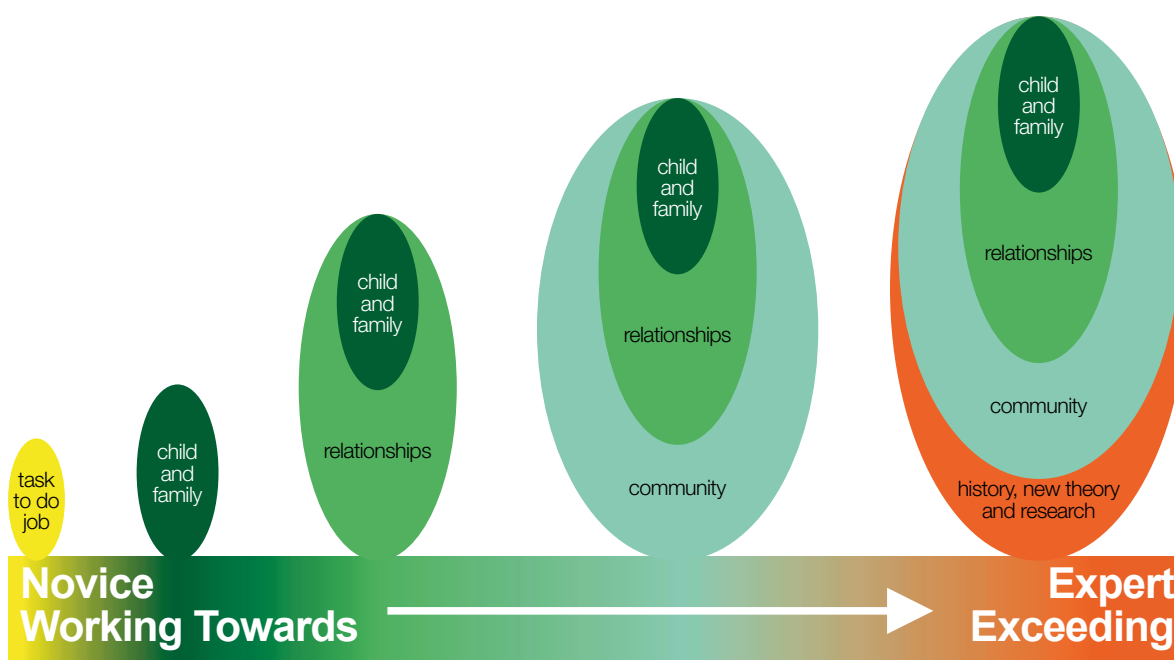 task
to do
job
child
and
family
child
and
family
relationships
child
and
family
relationships
community
child
and
family
relationships
community
history, new theory
and research
Novice
Working Towards
Expert
Exceeding